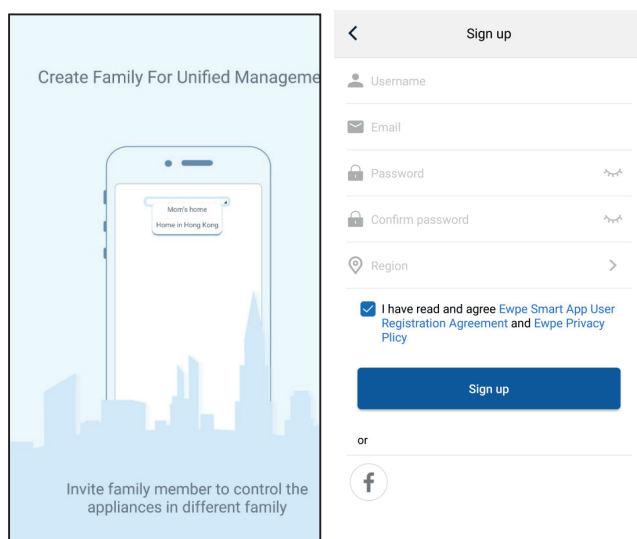 Create Family For Unified Manageme
Mom's home
Home in Hong Kong
Invite family member to control the
appliances in different family
Sign up
Username
Email
Password
Confirm password
Region
I have read and agree Ewpe Smart App User
Registration Agreement and Ewpe Privacy
Plicy
Sign up
or
f